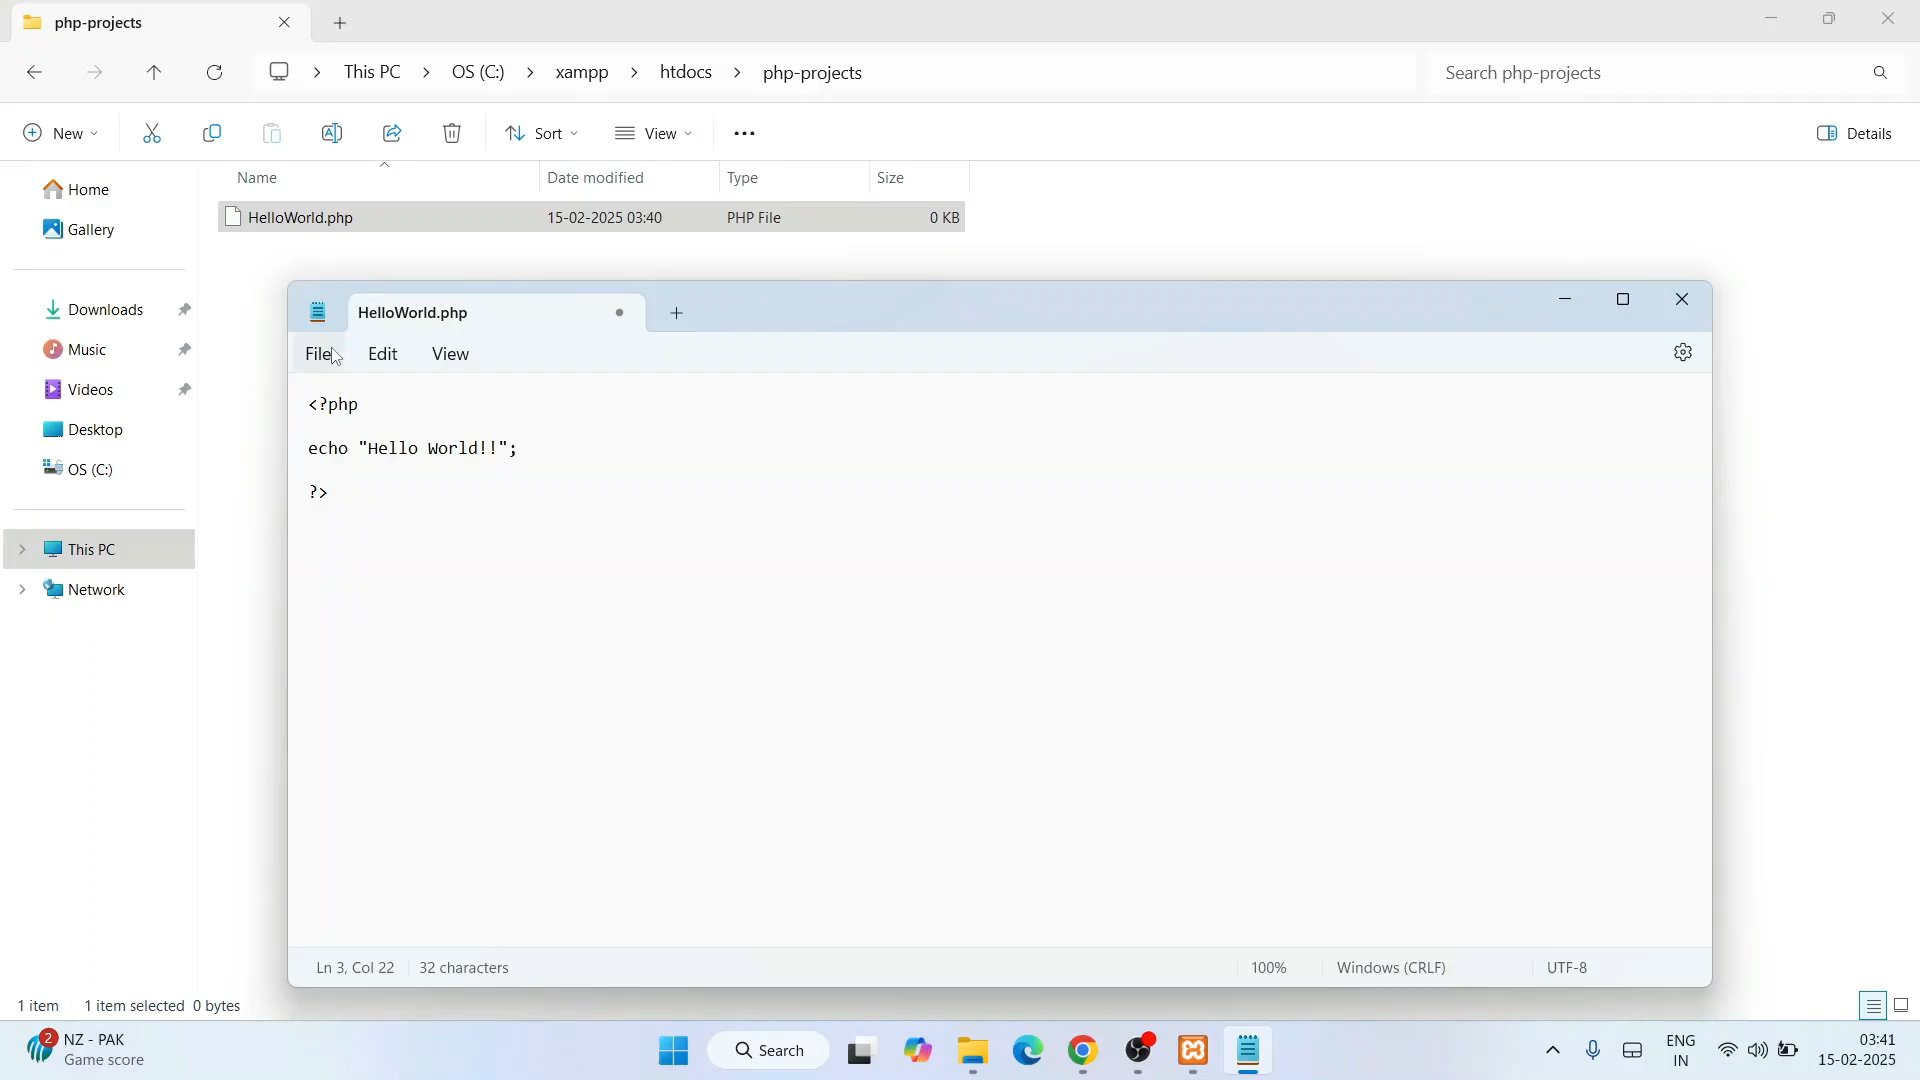 php-projects
This PC
OS (C:)
xampp
htdocs
php-projects
Search php-projects
New
Sort
View
Details
Name
Date modified
Type
Size
HelloWorld.php
15-02-2025 03:40
PHP File
0 KB
Home
Gallery
Downloads
Music
Videos
Desktop
OS (C:)
This PC
Network
HelloWorld.php
File
Edit
View
<?php
echo "Hello World!!";
?>
Ln 3, Col 22
32 characters
100%
Windows (CRLF)
UTF-8
1 item
1 item selected
0 bytes
2
NZ - PAK
Game score
Search
ENG
IN
03:41
15-02-2025